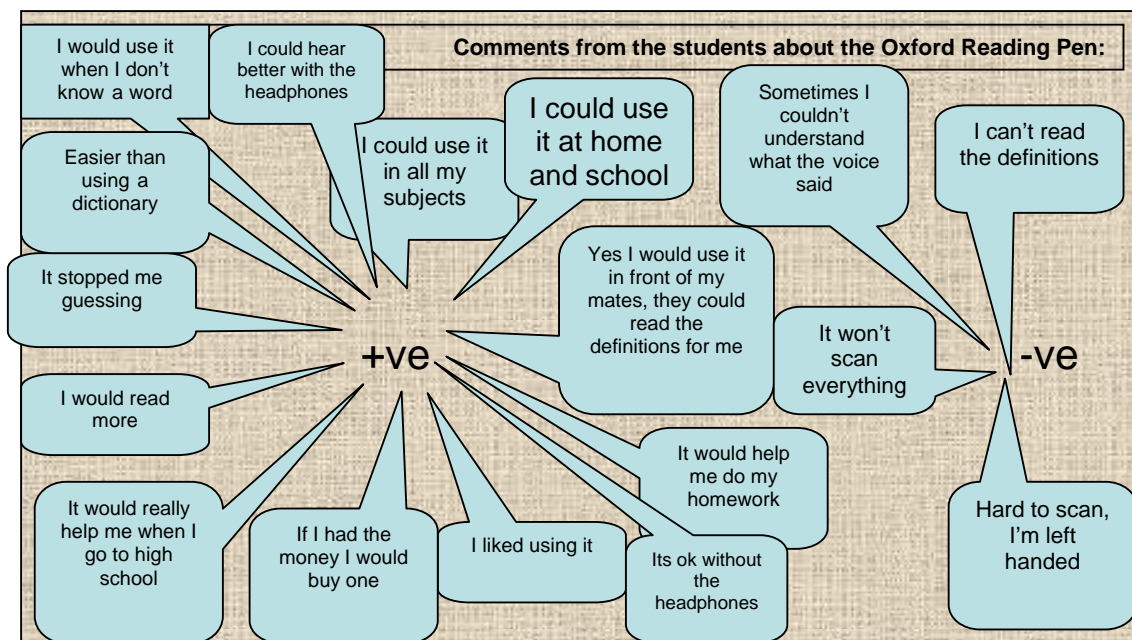 Comments from the students about the Oxford Reading Pen:
I would use it
when I don't
know a word
I could hear
better with the
headphones
I could use it
in all my
subjects
I could use
it at home
and school
Sometimes I
couldn't
understand
what the voice
said
I can't read
the definitions
Easier than
using a
dictionary
It stopped me
guessing
Yes I would use it
in front of my
mates, they could
read the
definitions for me
+ve
It won't
scan
everything
-ve
I would read
more
It would really
help me when I
go to high
school
If I had the
money I would
buy one
I liked using it
It would help
me do my
homework
Its ok without
the
headphones
Hard to scan,
I'm left
handed